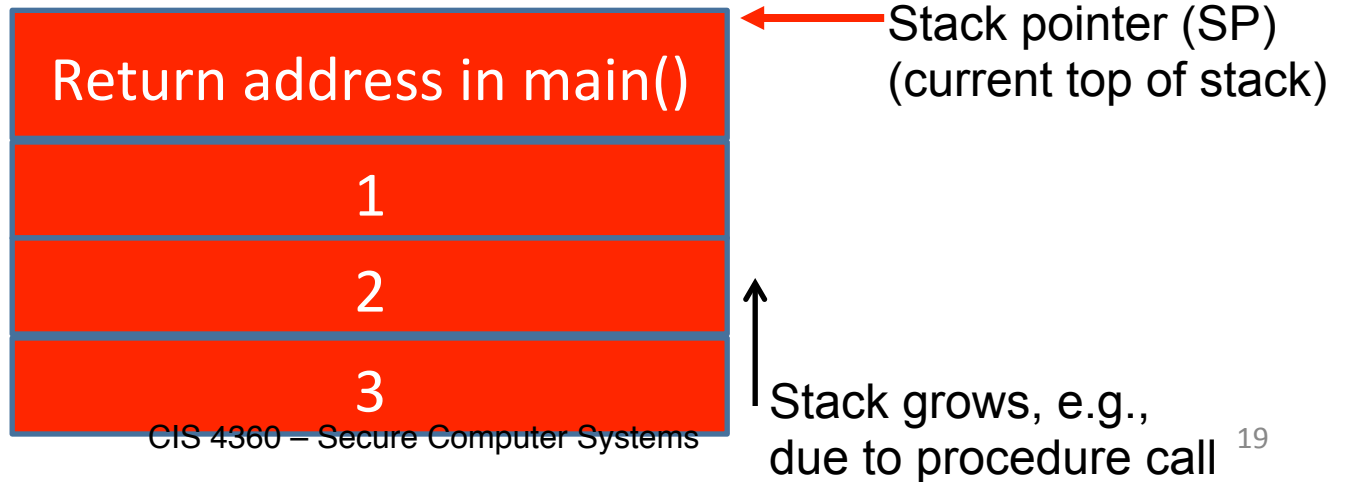 Return address in main()
1
2
3
Stack pointer (SP)
(current top of stack)
Stack grows, e.g.,
due to procedure call
CIS 4360 – Secure Computer Systems
19